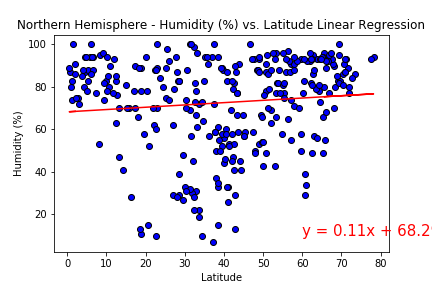 Northern Hemisphere - Humidity (%) vs. Latitude Linear Regression
100
80
60
40
20
Humidity (%)
y = 0.11x + 68.2
0 10 20 30 40 50 60 70 80
Latitude